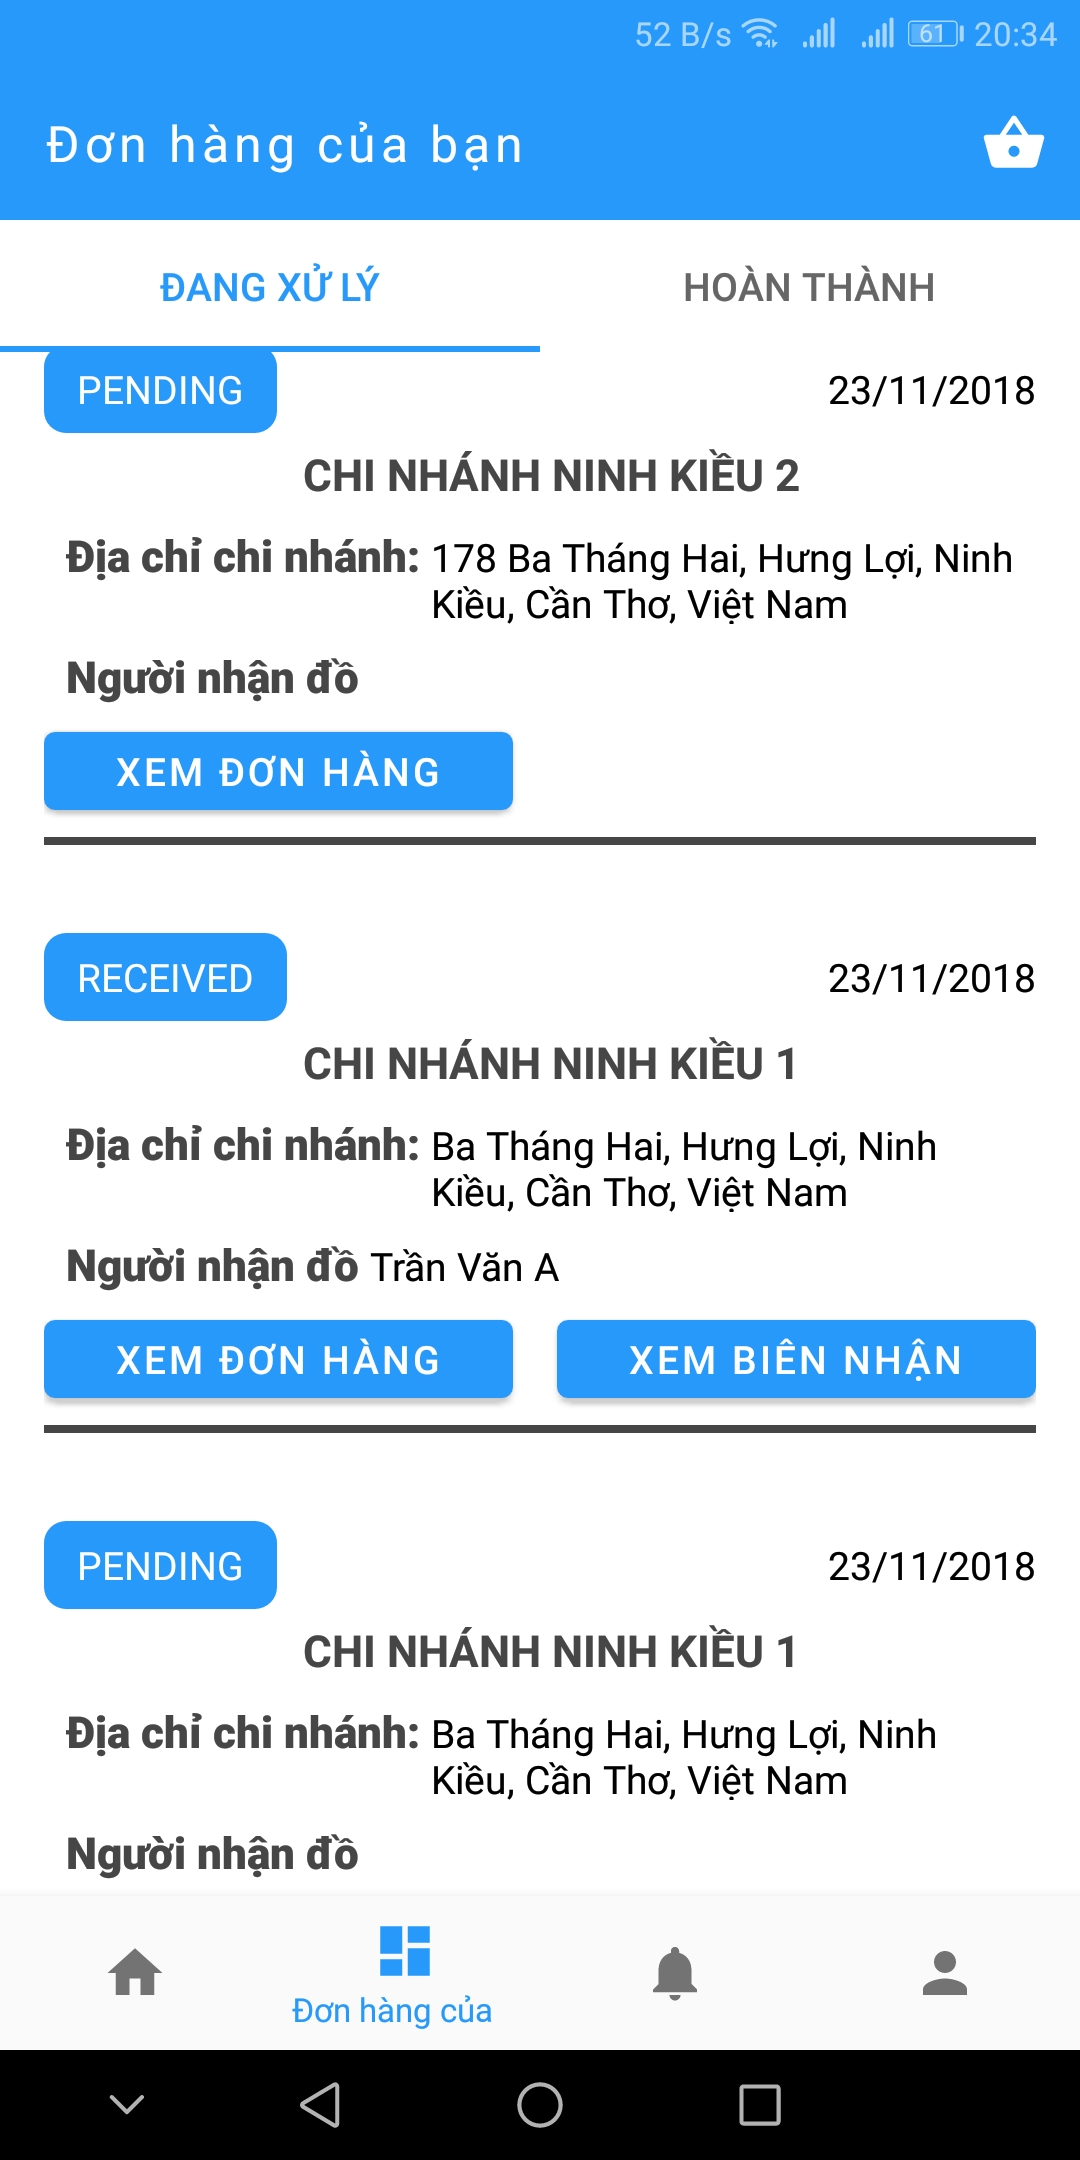 52 B/s 61 20:34
Đơn hàng của bạn
ĐANG XỬ LÝ HOÀN THÀNH
PENDING 23/11/2018
CHI NHÁNH NINH KIỀU 2
Địa chỉ chi nhánh: 178 Ba Tháng Hai, Hưng Lợi, Ninh
Kiều, Cần Thơ, Việt Nam
Người nhận đồ
XEM ĐƠN HÀNG
RECEIVED 23/11/2018
CHI NHÁNH NINH KIỀU 1
Địa chỉ chi nhánh: Ba Tháng Hai, Hưng Lợi, Ninh
Kiều, Cần Thơ, Việt Nam
Người nhận đồ Trần Văn A
XEM ĐƠN HÀNG XEM BIÊN NHẬN
PENDING 23/11/2018
CHI NHÁNH NINH KIỀU 1
Địa chỉ chi nhánh: Ba Tháng Hai, Hưng Lợi, Ninh
Kiều, Cần Thơ, Việt Nam
Người nhận đồ
Đơn hàng của